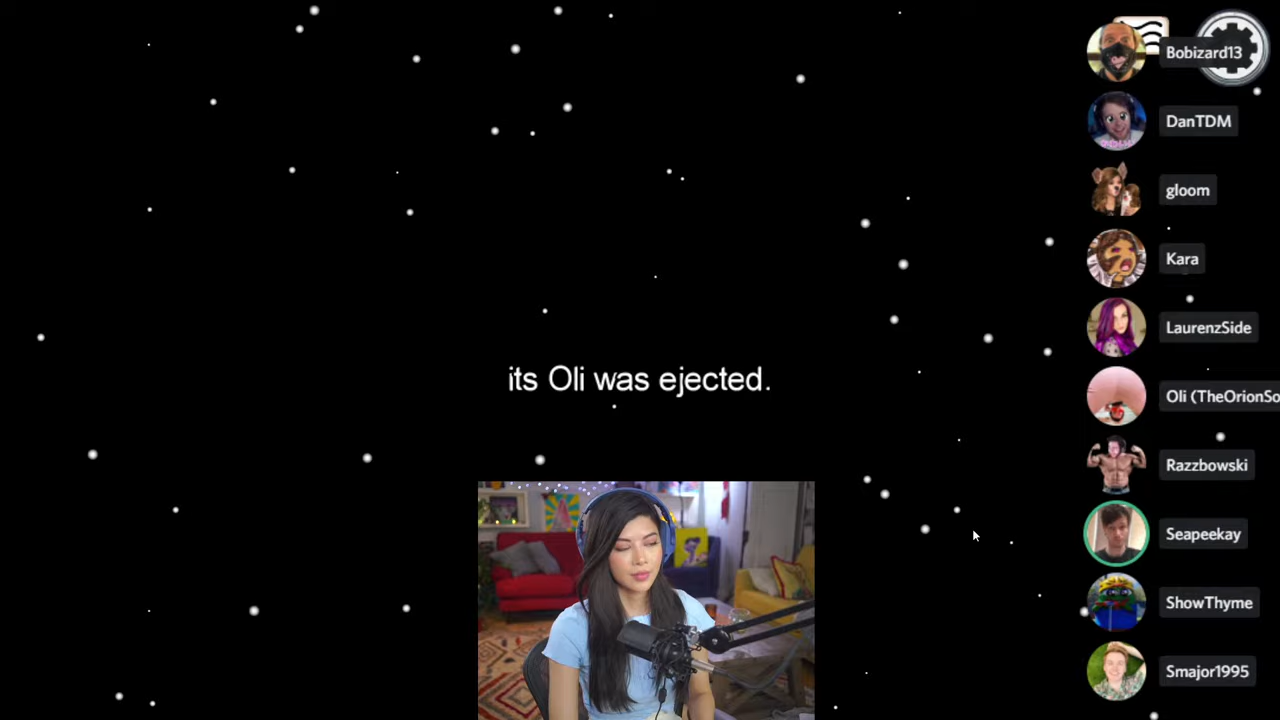 Bobizard13
DanTDM
gloom
Kara
LaurenzSide
its Oli was ejected.
Oli (TheOrionSo
Razzbowski
Seapeekay
ShowThyme
Smajor1995